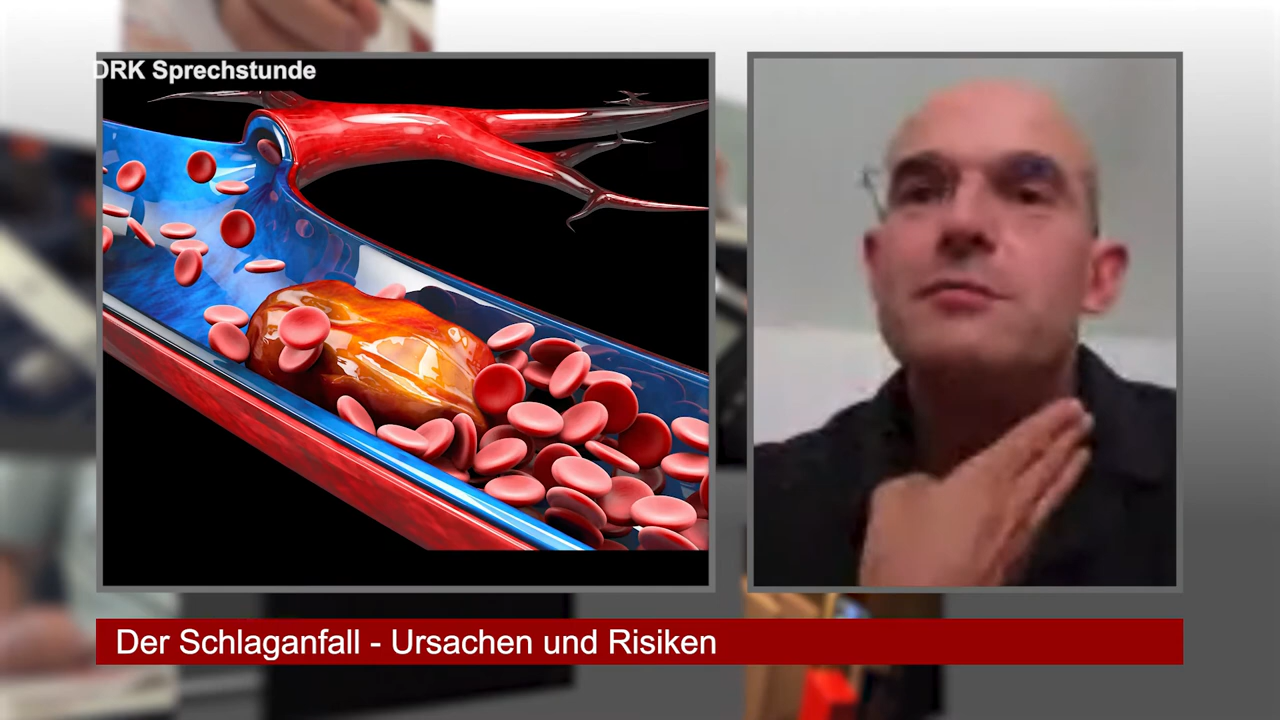 DRK Sprechstunde
Der Schlaganfall - Ursachen und Risiken